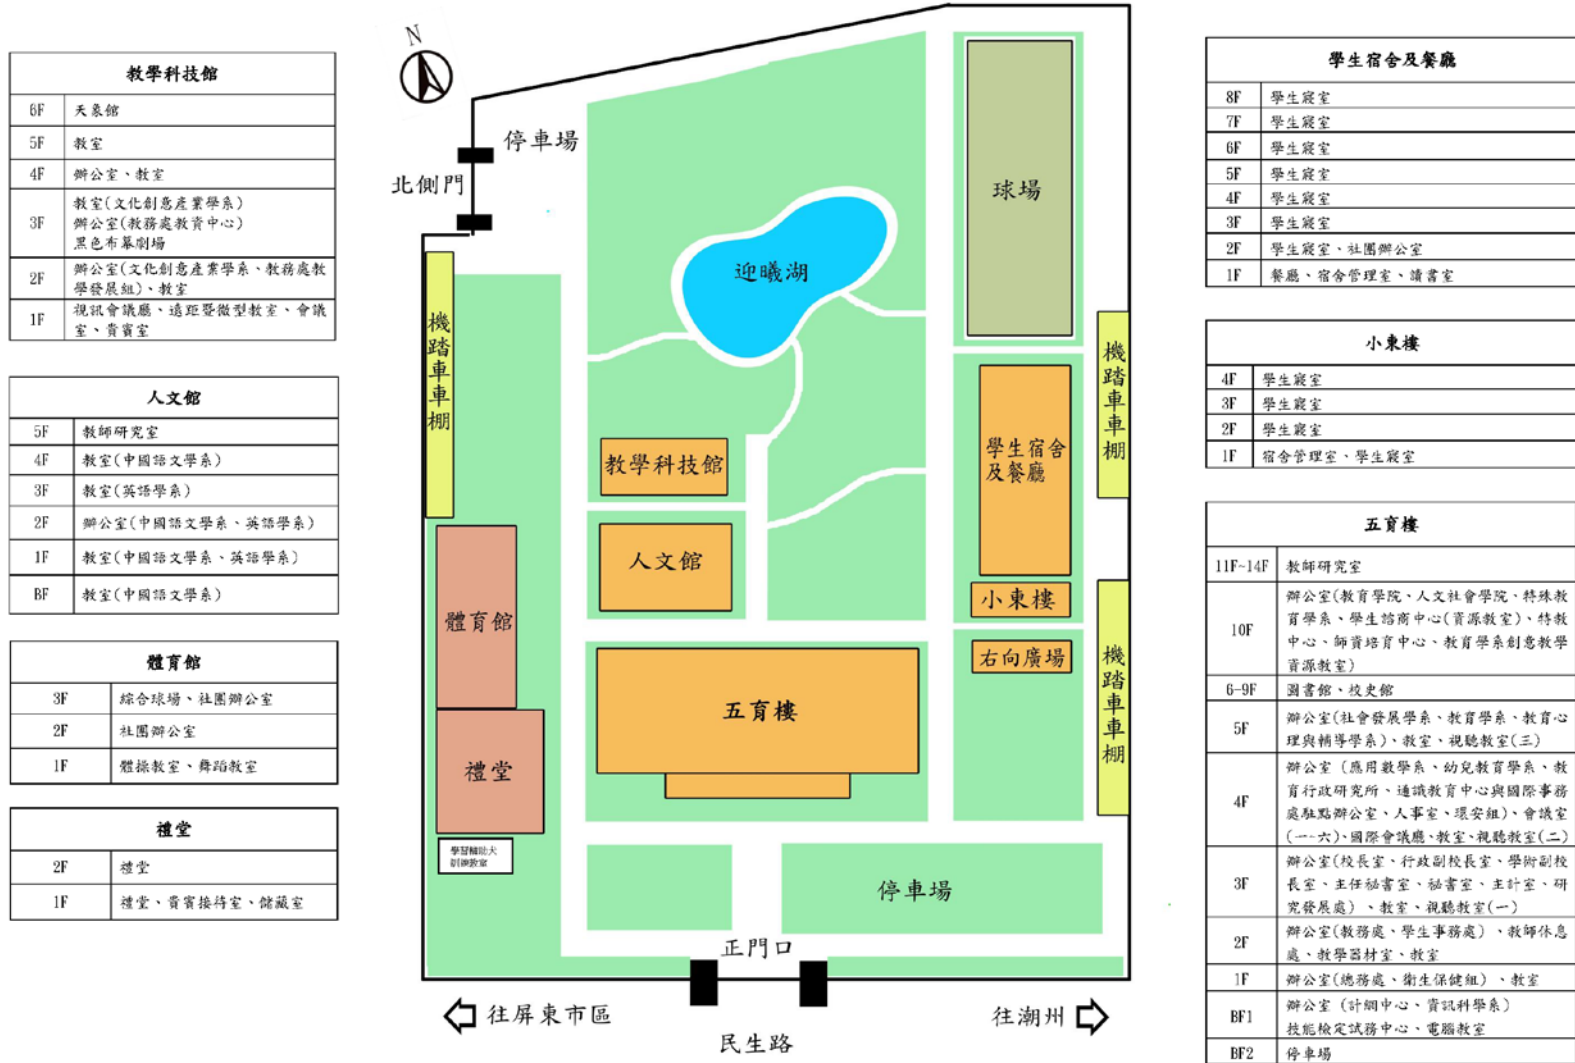 教學科技館
6F 天象館
5F 教室
4F 辦公室、教室
3F 教室(文化創意產業學系)
辦公室(教務處教資中心)
黑色布幕劇場
2F 辦公室(文化創意產業學系、教務處教
學發展組)、教室
1F 視訊會議廳、遠距暨微型教室、會議
室、貴賓室
人文館
5F 教師研究室
4F 教室(中國語文學系)
3F 教室(英語學系)
2F 辦公室(中國語文學系、英語學系)
1F 教室(中國語文學系、英語學系)
BF 教室(中國語文學系)
體育館
3F 綜合球場、社團辦公室
2F 社團辦公室
1F 體操教室、舞蹈教室
禮堂
2F 禮堂
1F 禮堂、貴賓接待室、儲藏室
N
停車場
北側門
球場
迎曦湖
機踏車車棚
機踏車車棚
教學科技館
學生宿舍
及餐廳
人文館
小東樓
體育館
右向廣場
機踏車車棚
五育樓
禮堂
學習輔助犬
訓練教室
停車場
正門口
往屏東市區
往潮州
民生路
學生宿舍及餐廳
8F 學生寢室
7F 學生寢室
6F 學生寢室
5F 學生寢室
4F 學生寢室
3F 學生寢室
2F 學生寢室、社團辦公室
1F 餐廳、宿舍管理室、讀書室
小東樓
4F 學生寢室
3F 學生寢室
2F 學生寢室
1F 宿舍管理室、學生寢室
五育樓
11F~14F 教師研究室
10F 辦公室(教育學院、人文社會學院、特殊教
育學系、學生諮商中心(資源教室)、特教
中心、師資培育中心、教育學系創意教學
資源教室)
6-9F 圖書館、校史館
5F 辦公室(社會發展學系、教育學系、教育心
理與輔導學系)、教室、視聽教室(三)
4F 辦公室（應用數學系、幼兒教育學系、教
育行政研究所、通識教育中心與國際事務
處駐點辦公室、人事室、環安組)、會議室
(一-六)、國際會議廳、教室、視聽教室(二)
3F 辦公室(校長室、行政副校長室、學術副校
長室、主任秘書室、祕書室、主計室、研
究發展處）、教室、視聽教室(一)
2F 辦公室(教務處、學生事務處）、教師休息
處、教學器材室、教室
1F 辦公室(總務處、衛生保健組）、教室
BF1 辦公室（計網中心、資訊科學系）
技能檢定試務中心、電腦教室
BF2 停車場